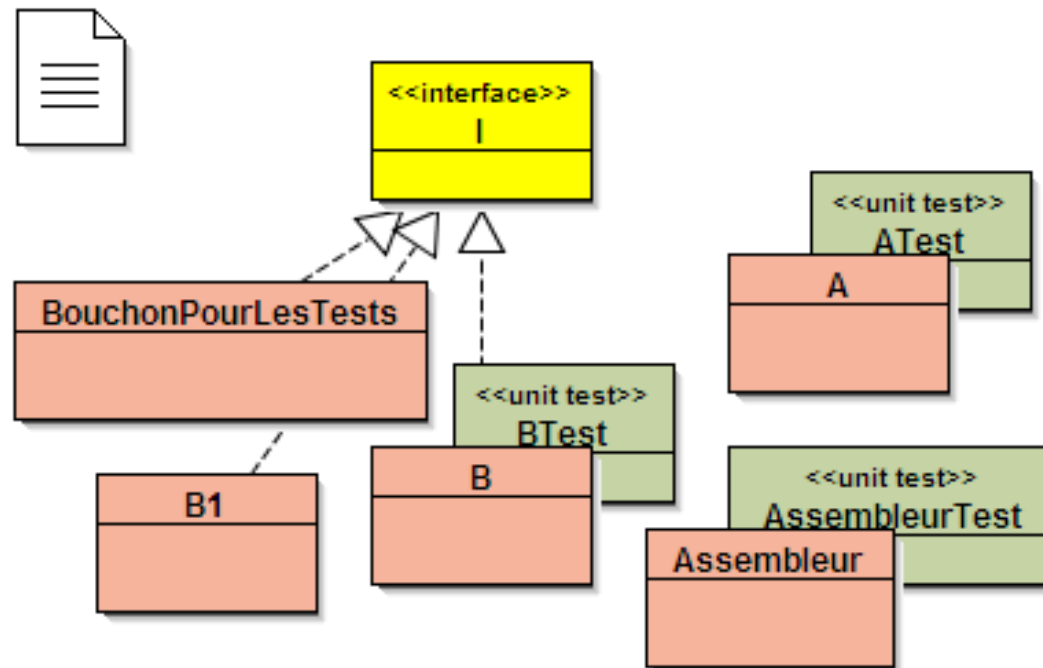 <<interface>>
I
<<unit test>>
ATest
A
BouchonPourLesTests
<<unit test>>
BTest
B
B1
<<unit test>>
AssembleurTest
Assembleur